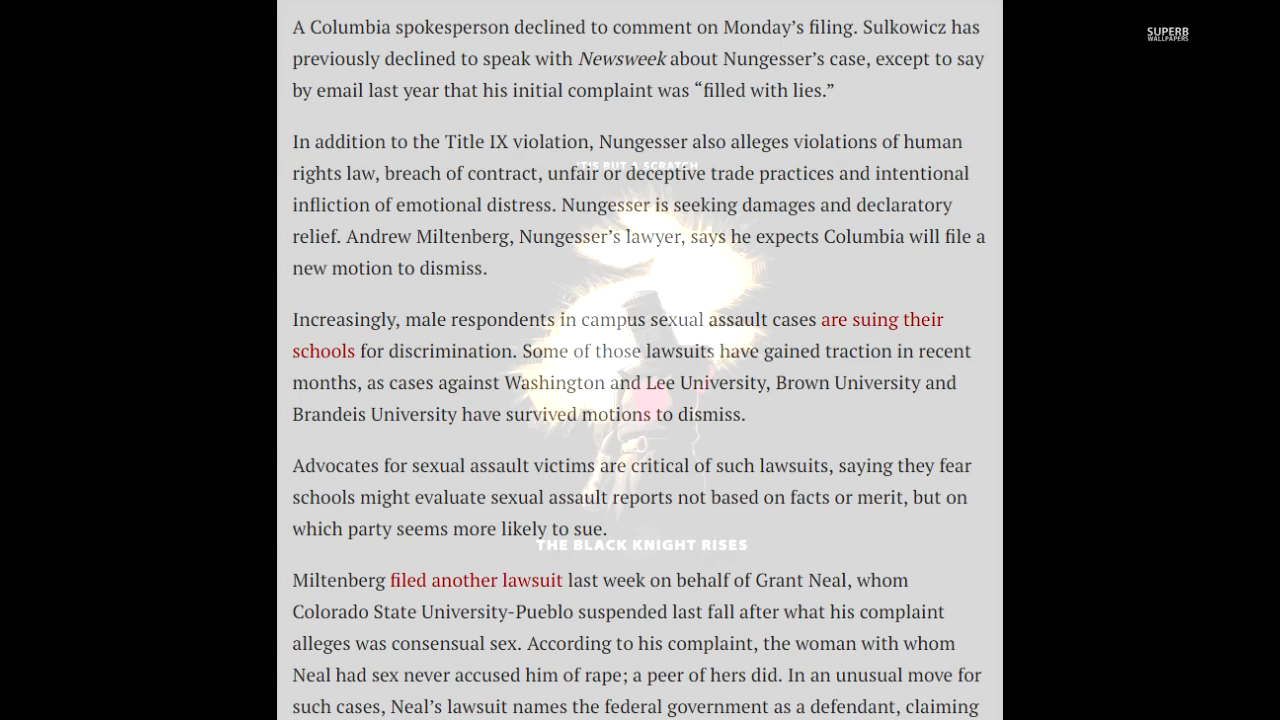 A Columbia spokesperson declined to comment on Monday’s filing. Sulkowicz has
previously declined to speak with Newsweek about Nungesser’s case, except to say
by email last year that his initial complaint was “filled with lies.”
In addition to the Title IX violation, Nungesser also alleges violations of human
rights law, breach of contract, unfair or deceptive trade practices and intentional
infliction of emotional distress. Nungesser is seeking damages and declaratory
relief. Andrew Miltenberg, Nungesser’s lawyer, says he expects Columbia will file a
new motion to dismiss.
Increasingly, male respondents in campus sexual assault cases are suing their
schools for discrimination. Some of those lawsuits have gained traction in recent
months, as cases against Washington and Lee University, Brown University and
Brandeis University have survived motions to dismiss.
Advocates for sexual assault victims are critical of such lawsuits, saying they fear
schools might evaluate sexual assault reports not based on facts or merit, but on
which party seems more likely to sue.
Miltenberg filed another lawsuit last week on behalf of Grant Neal, whom
Colorado State University-Pueblo suspended last fall after what his complaint
alleges was consensual sex. According to his complaint, the woman with whom
Neal had sex never accused him of rape; a peer of hers did. In an unusual move for
such cases, Neal’s lawsuit names the federal government as a defendant, claiming
'TIS BUT A SCRATCH
THE BLACK KNIGHT RISES
SUPERB
WALLPAPERS